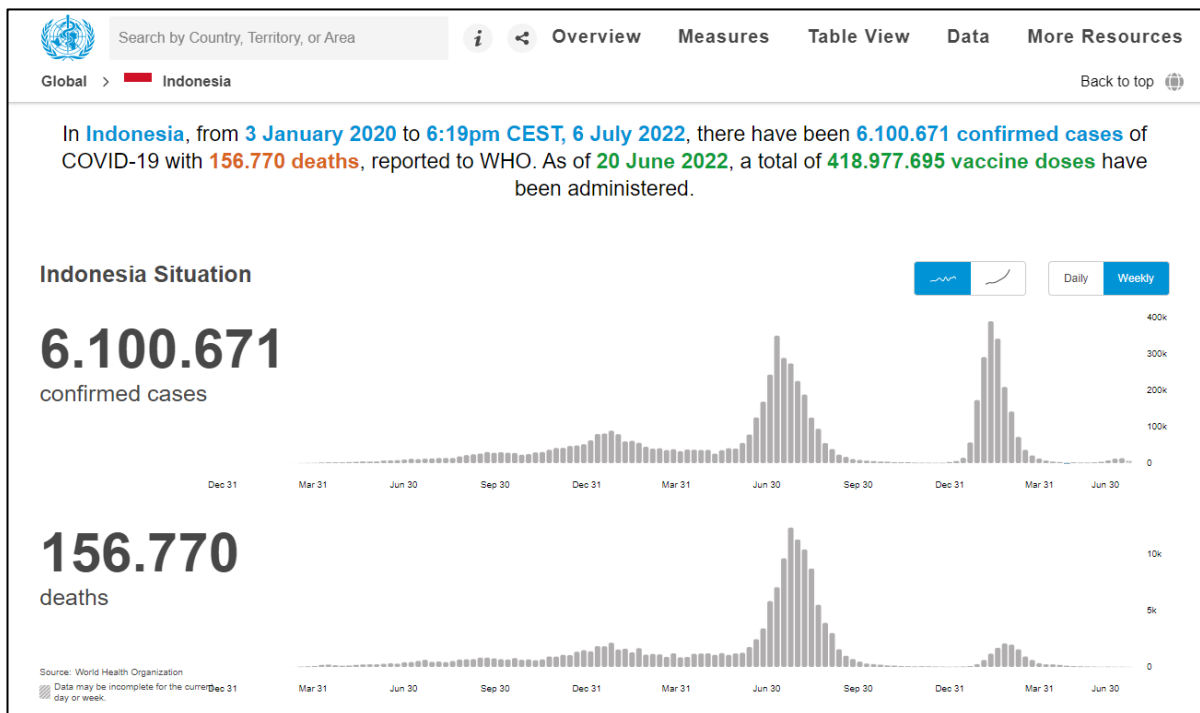 Search by Country, Territory, or Area
i
Overview
Measures
Table View
Data
More Resources
Global > Indonesia
Back to top
In Indonesia, from 3 January 2020 to 6:19pm CEST, 6 July 2022, there have been 6.100.671 confirmed cases of
COVID-19 with 156.770 deaths, reported to WHO. As of 20 June 2022, a total of 418.977.695 vaccine doses have
been administered.
Indonesia Situation
Daily
Weekly
6.100.671
confirmed cases
400k
300k
200k
100k
0
Dec 31 Mar 31 Jun 30 Sep 30 Dec 31 Mar 31 Jun 30 Sep 30 Dec 31 Mar 31 Jun 30
156.770
deaths
10k
5k
0
Source: World Health Organization
Data may be incomplete for the current
day or week.
Dec 31 Mar 31 Jun 30 Sep 30 Dec 31 Mar 31 Jun 30 Sep 30 Dec 31 Mar 31 Jun 30